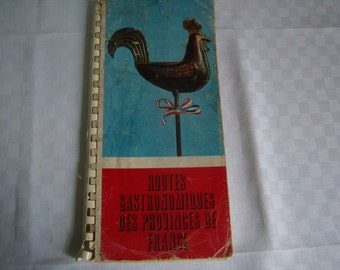 ROUTES
GASTRONOMIQUES
DES PROVINCES DE
FRANCE